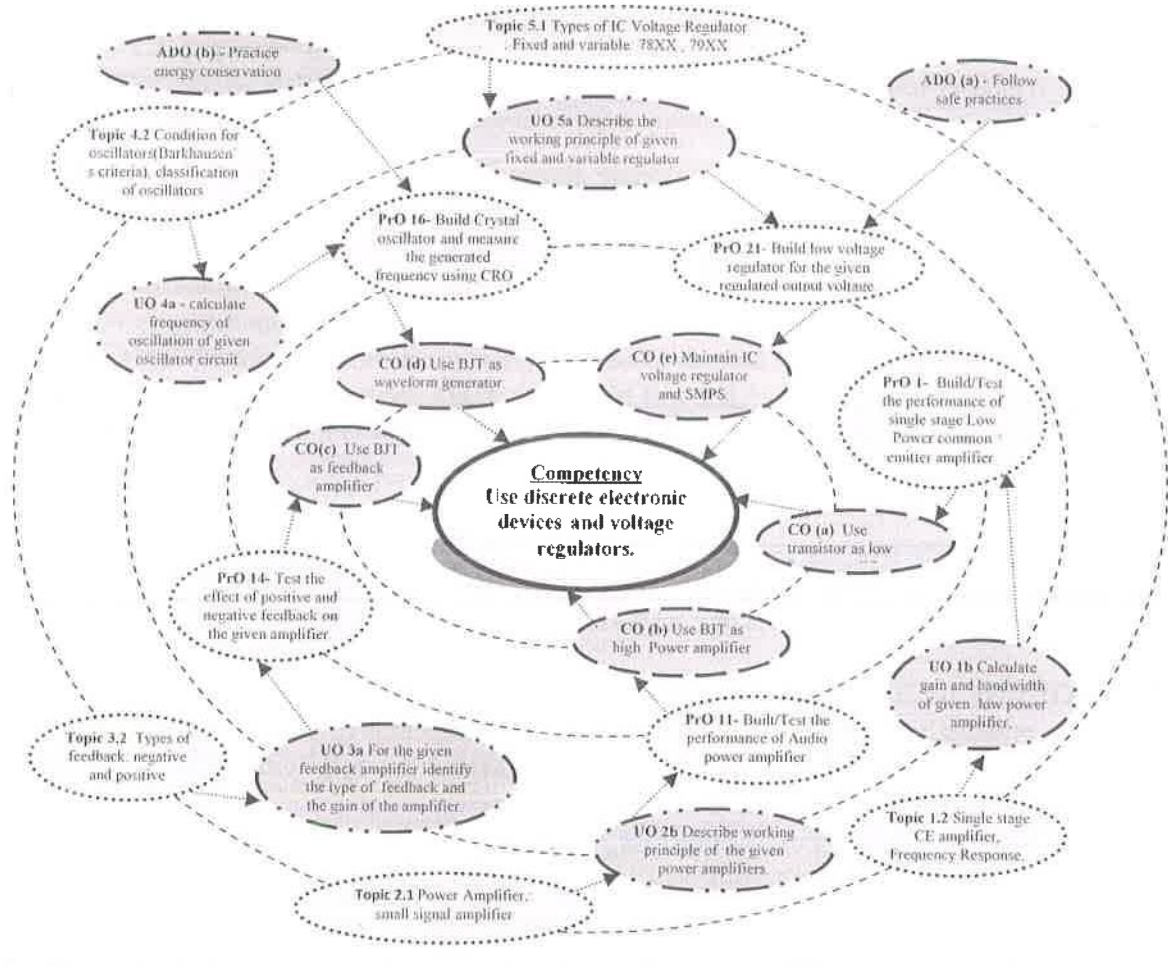 Topic 5.1 Types of IC Voltage Regulator
Fixed and variable 78XX , 79XX
ADO (b) - Practice
energy conservation
ADO (a) - Follow
safe practices
Topic 4.2 Condition for
oscillators(Barkhausen'
s criteria), classification
of oscillators
UO 5a Describe the
working principle of given
fixed and variable regulator
PrO 16- Build Crystal
oscillator and measure
the generated
frequency using CRO
PrO 21- Build low voltage
regulator for the given
regulated output voltage
UO 4a - calculate
frequency of
oscillation of given
oscillator circuit
CO (d) Use BJT as
waveform generator
CO (e) Maintain IC
voltage regulator
and SMPS
PrO 1- Build/Test
the performance of
single stage Low
Power common
emitter amplifier
CO(c) Use BJT
as feedback
amplifier
Competency
Use discrete electronic
devices and voltage
regulators.
CO (a) Use
transistor as low
PrO 14- Test the
effect of positive and
negative feedback on
the given amplifier
CO (b) Use BJT as
high Power amplifier
UO 1b Calculate
gain and bandwidth
of given low power
amplifier.
PrO 11- Built/Test the
performance of Audio
power amplifier
Topic 3.2 Types of
feedback. negative
and positive
UO 3a For the given
feedback amplifier identify
the type of feedback and
the gain of the amplifier.
UO 2b Describe working
principle of the given
power amplifiers.
Topic 1.2 Single stage
CE amplifier,
Frequency Response,
Topic 2.1 Power Amplifier,
small signal amplifier